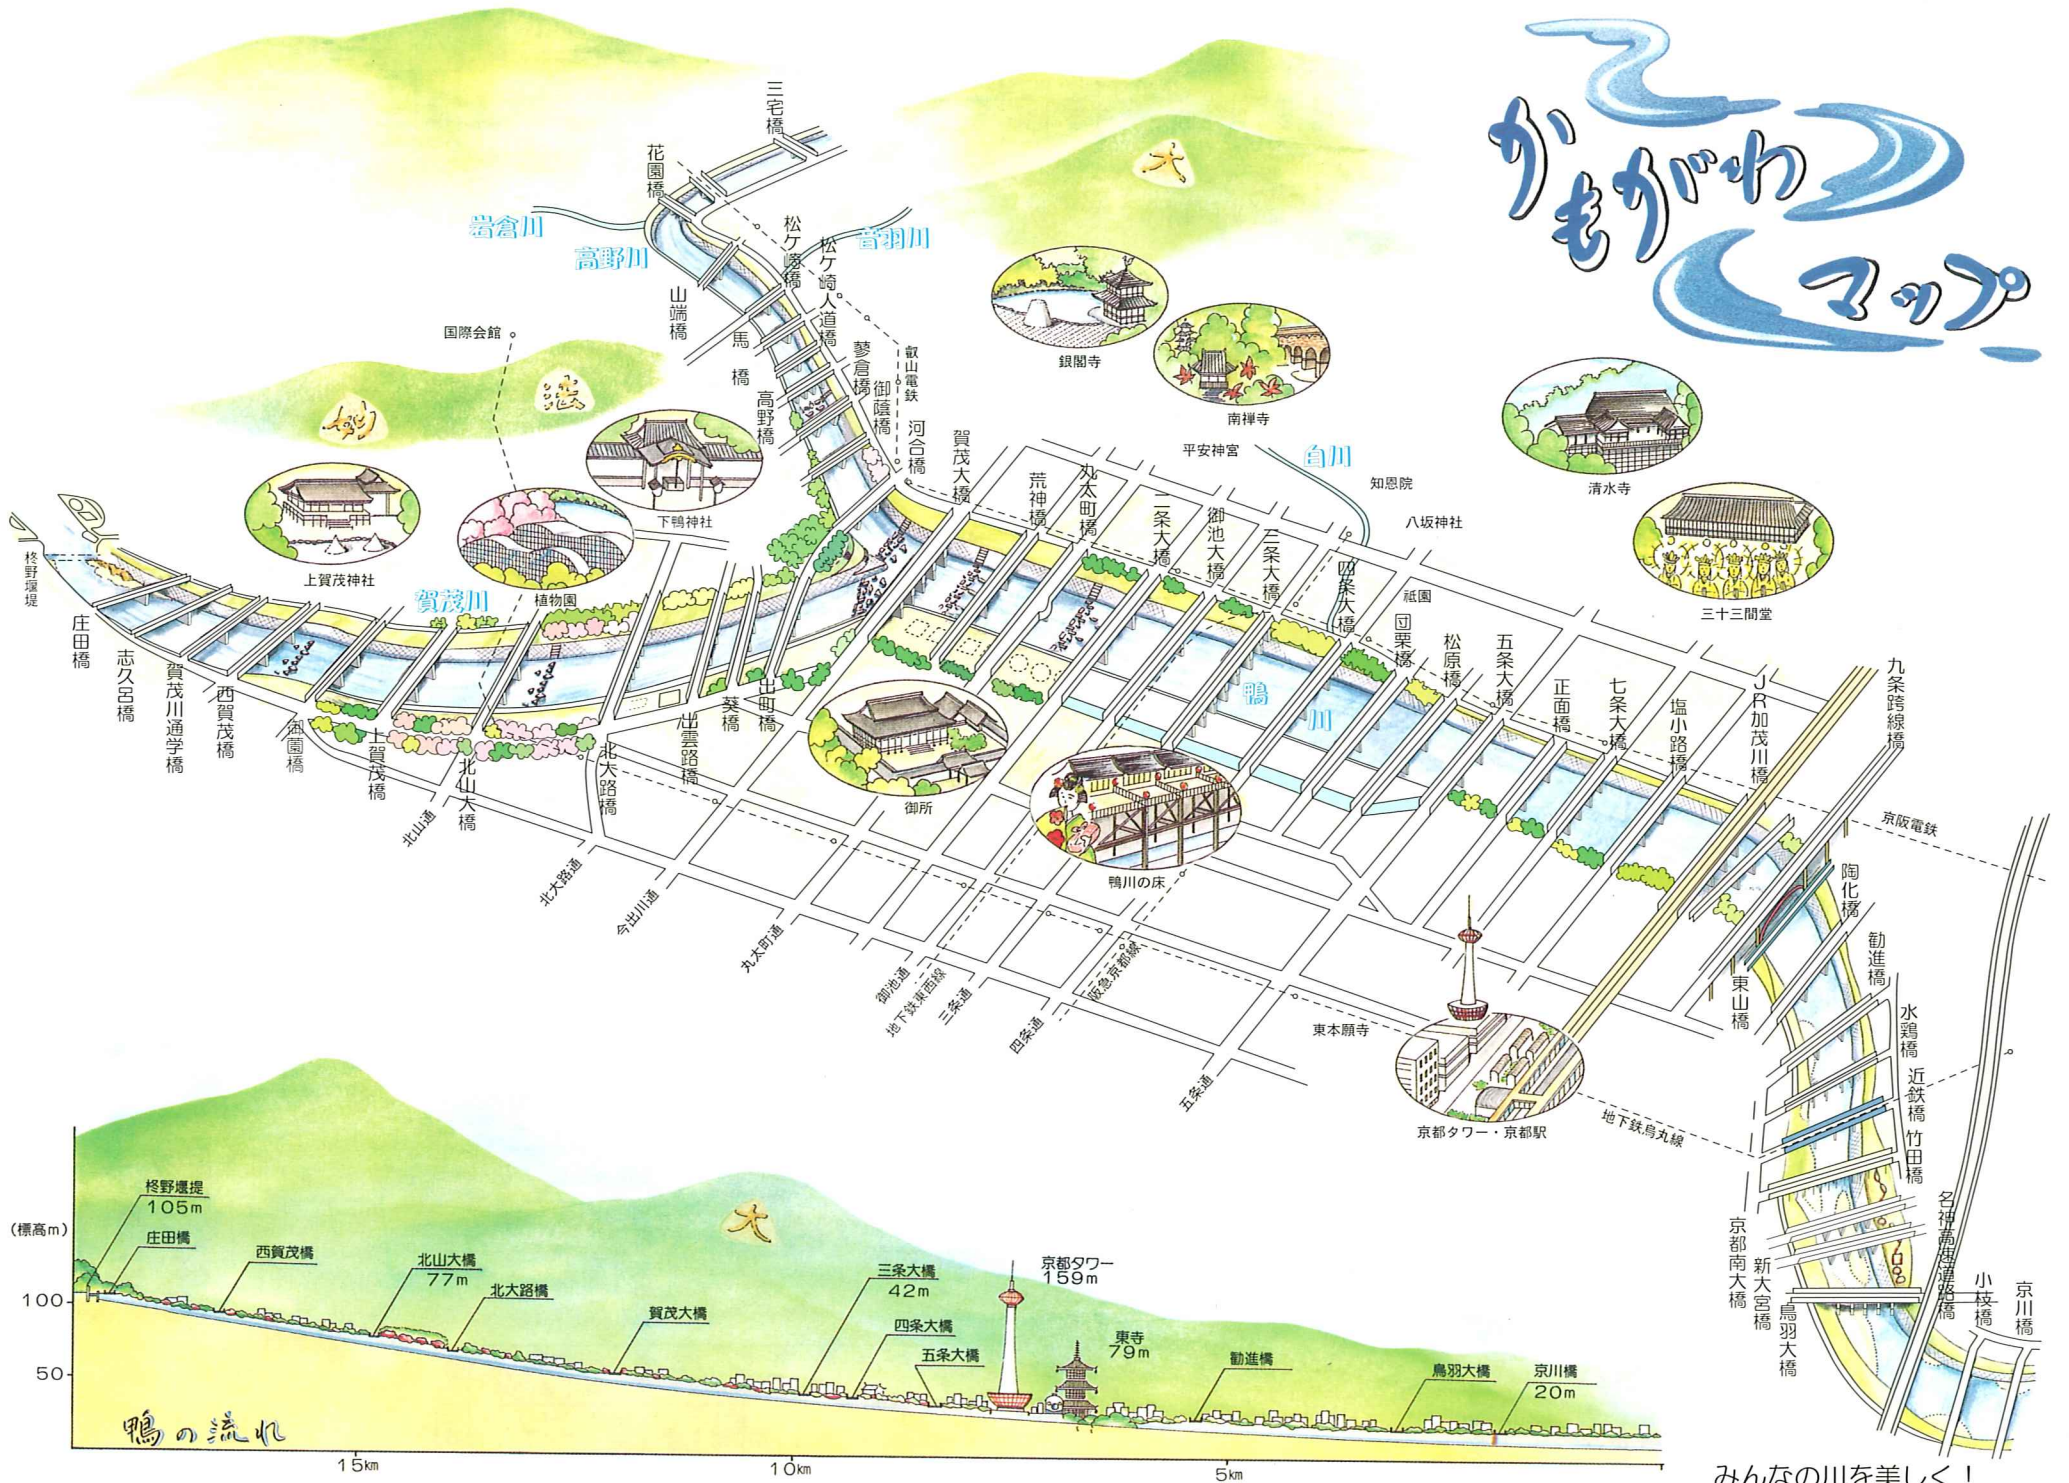 かもがわ
マップ
三宅橋
花園橋
岩倉川
高野川
音羽川
松ケ崎橋
松ケ崎人道橋
山端橋
馬橋
蓼倉橋
御蔭橋
叡山電鉄
高野橋
河合橋
国際会館
妙
法
大
銀閣寺
南禅寺
清水寺
三十三間堂
下鴨神社
上賀茂神社
植物園
賀茂川
柊野堰堤
庄田橋
志久呂橋
賀茂川通学橋
西賀茂橋
御薗橋
上賀茂橋
北山大橋
北大路橋
出雲路橋
葵橋
出町橋
賀茂大橋
荒神橋
丸太町橋
二条大橋
御池大橋
三条大橋
四条大橋
団栗橋
松原橋
五条大橋
正面橋
七条大橋
塩小路橋
JR加茂川橋
九条跨線橋
平安神宮
白川
知恩院
八坂神社
祇園
鴨川
御所
鴨川の床
京阪電鉄
北山通
北大路通
今出川通
丸太町通
御池通
地下鉄東西線
三条通
四条通
阪急京都線
五条通
東本願寺
京都タワー・京都駅
地下鉄烏丸線
東山橋
陶化橋
勧進橋
水鶏橋
近鉄橋
竹田橋
京都南大橋
新大宮橋
鳥羽大橋
名神高速道路橋
小枝橋
京川橋
(標高m)
100
50
柊野堰提
105m
庄田橋
西賀茂橋
北山大橋
77m
北大路橋
賀茂大橋
大
三条大橋
42m
四条大橋
五条大橋
京都タワー
159m
東寺
79m
勧進橋
鳥羽大橋
京川橋
20m
鴨の流れ
15km
10km
5km
みんなの川を美しく!